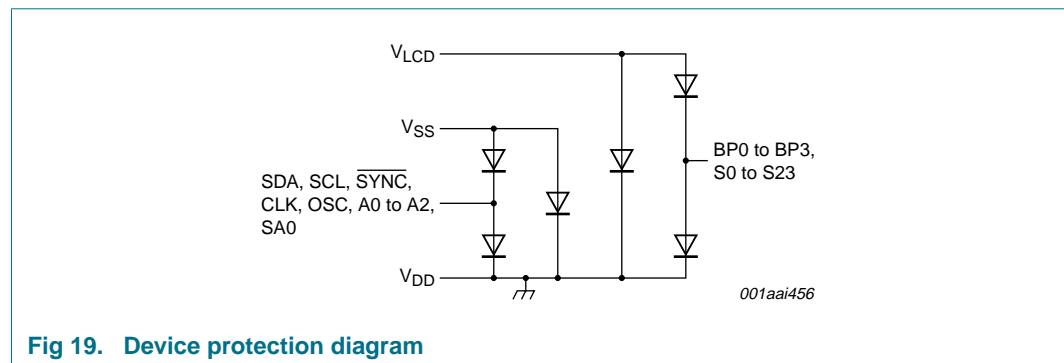 VLCD
VSS
SDA, SCL, SYNC,
CLK, OSC, A0 to A2,
SA0
BP0 to BP3,
S0 to S23
VDD
001aai456
Fig 19. Device protection diagram